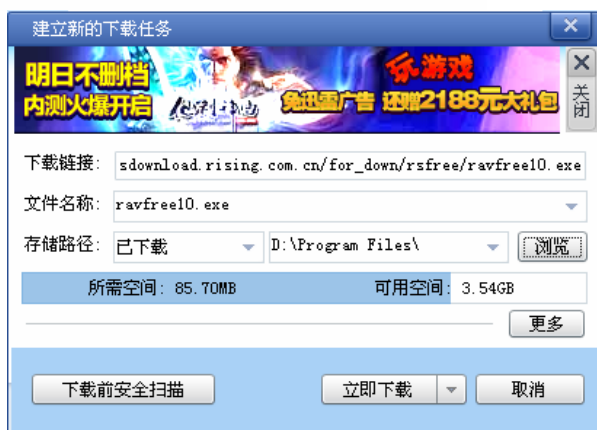 建立新的下载任务
明日不删档
内测火爆开启
玩游戏
免迅雷广告 还赠2188元大礼包
关闭
下载链接: sdownload.rising.com.cn/for_down/rsfree/ravfree10.exe
文件名称: ravfree10.exe
存储路径: 已下载 D:\Program Files\ 浏览
所需空间: 85.70MB 可用空间: 3.54GB
更多
下载前安全扫描 立即下载 取消